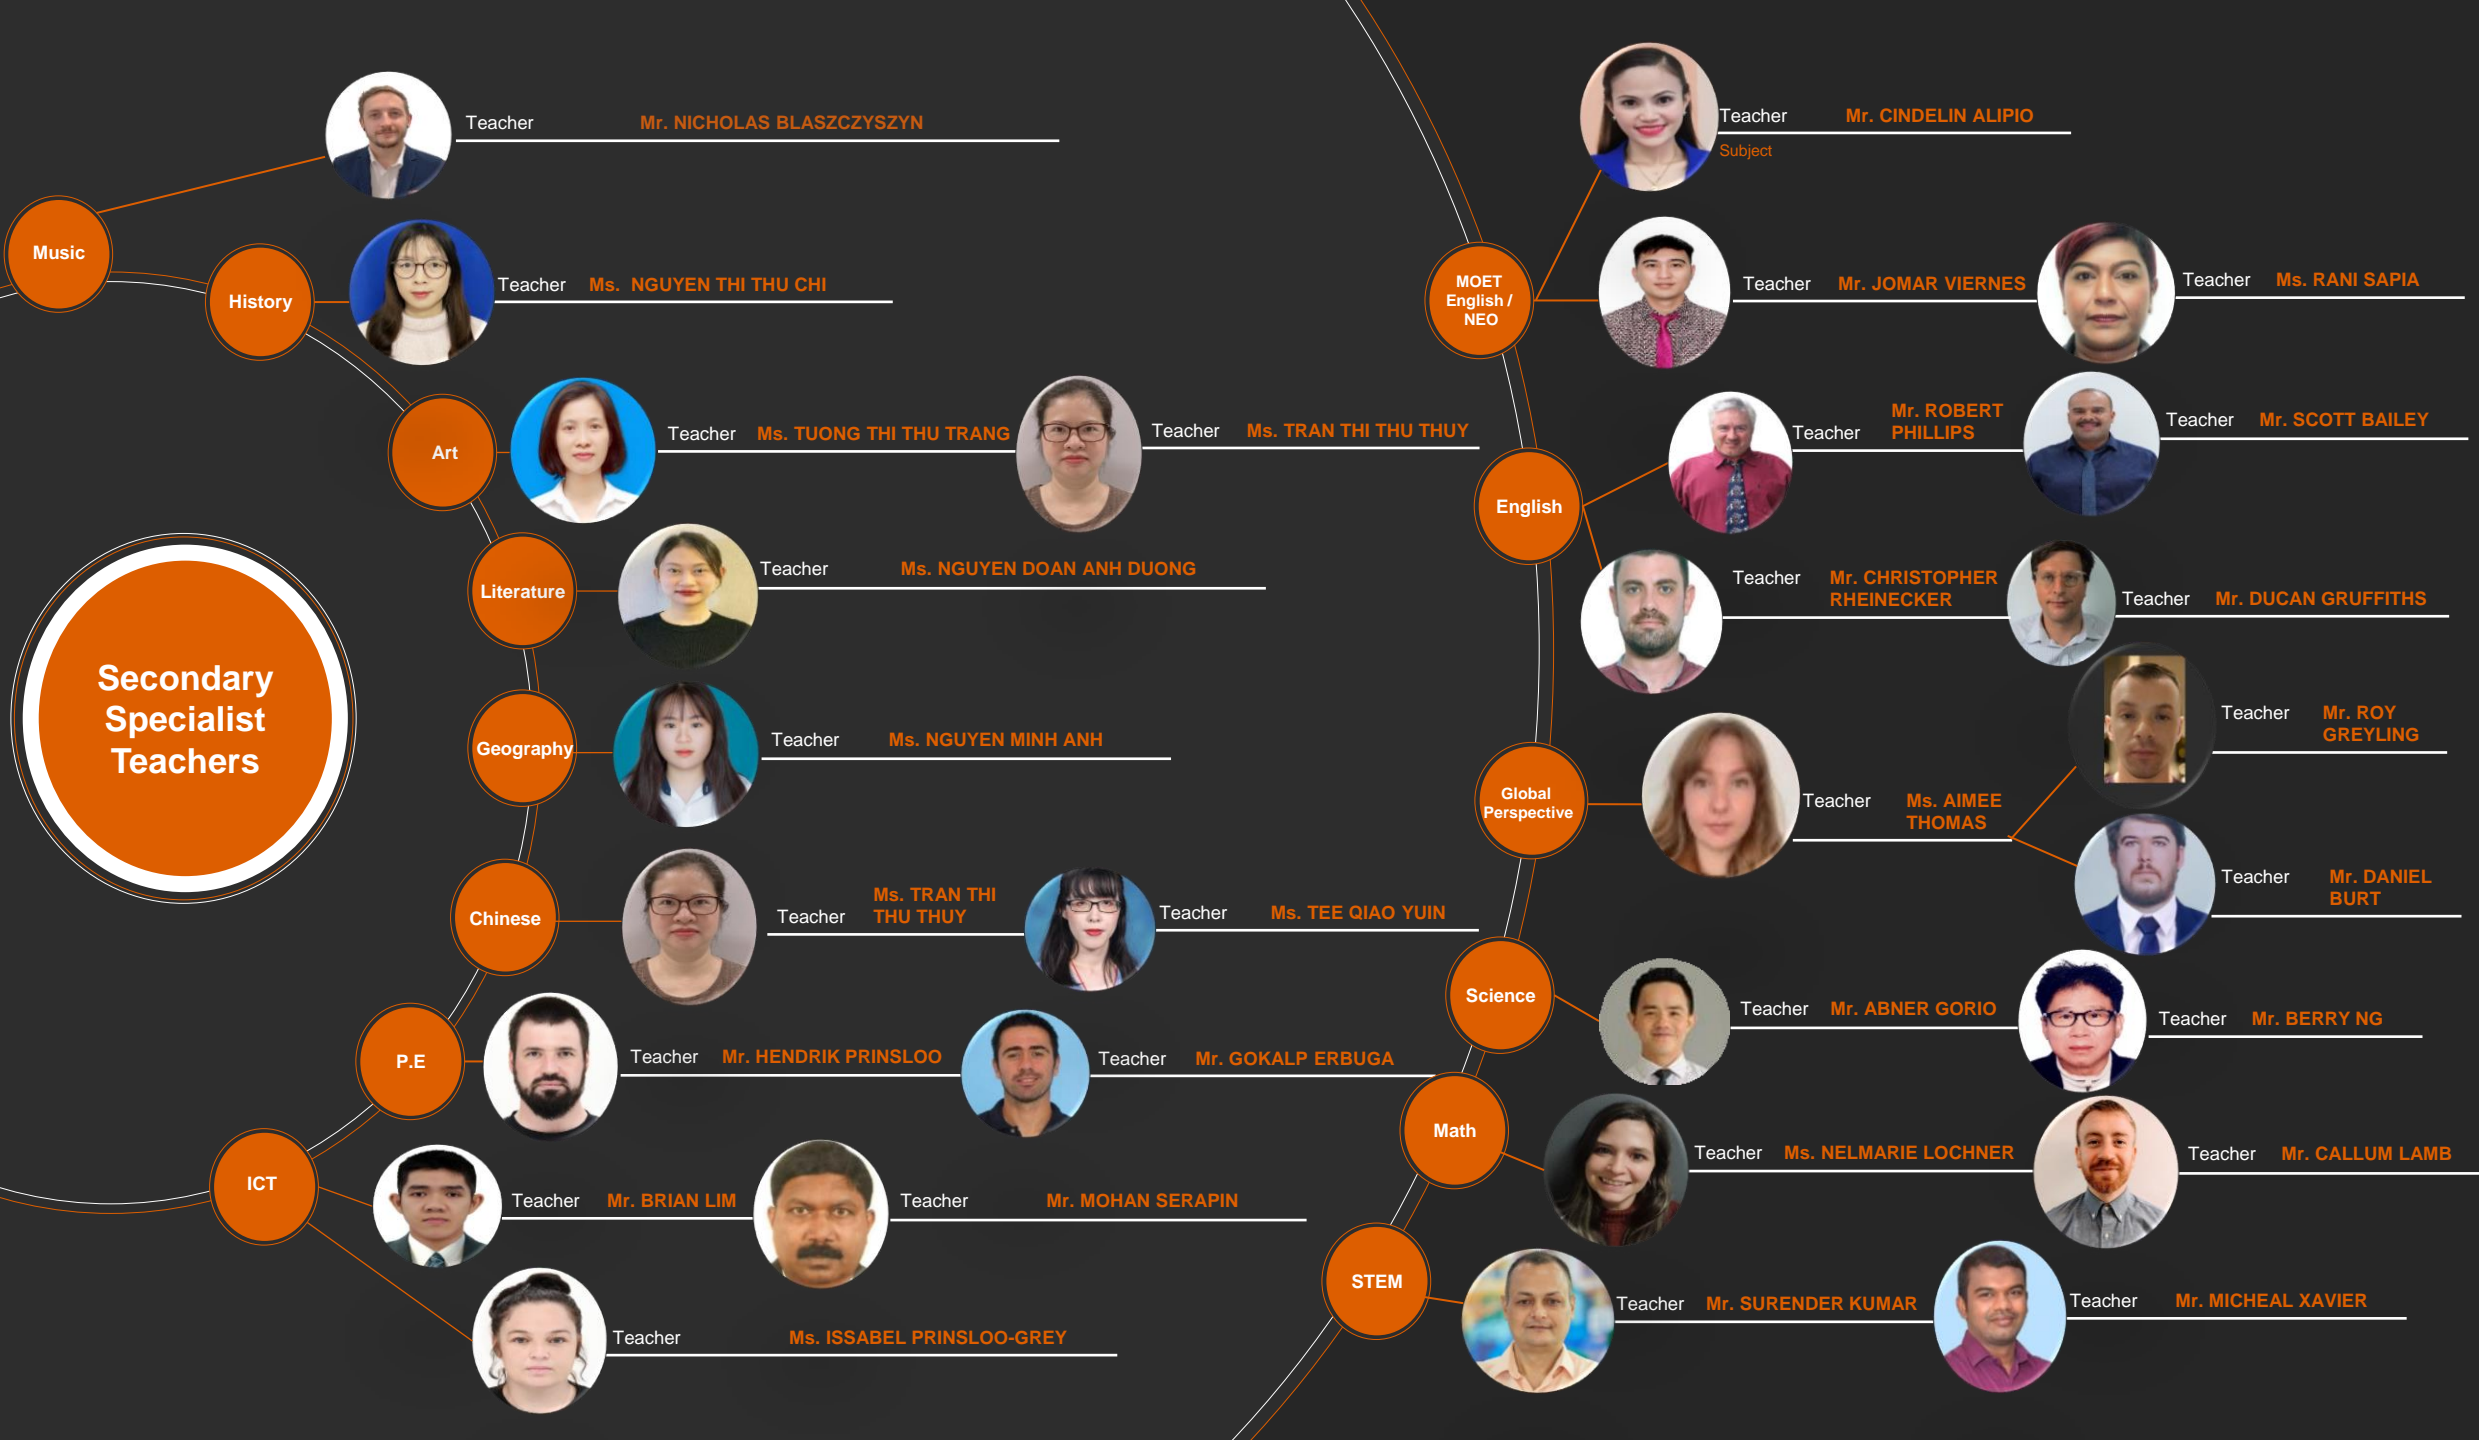 Secondary
Specialist
Teachers
Music
Teacher Mr. NICHOLAS BLASZCZYSZYN
History
Teacher Ms. NGUYEN THI THU CHI
Art
Teacher Ms. TUONG THI THU TRANG
Teacher Ms. TRAN THI THU THUY
Literature
Teacher Ms. NGUYEN DOAN ANH DUONG
Geography
Teacher Ms. NGUYEN MINH ANH
Chinese
Teacher Ms. TRAN THI
THU THUY
Teacher Ms. TEE QIAO YUIN
P.E
Teacher Mr. HENDRIK PRINSLOO
Teacher Mr. GOKALP ERBUGA
ICT
Teacher Mr. BRIAN LIM
Teacher Mr. MOHAN SERAPIN
Teacher Ms. ISSABEL PRINSLOO-GREY
MOET
English /
NEO
Teacher Mr. CINDELIN ALIPIO
Subject
Teacher Mr. JOMAR VIERNES
Teacher Ms. RANI SAPIA
English
Teacher Mr. ROBERT
PHILLIPS
Teacher Mr. SCOTT BAILEY
Teacher Mr. CHRISTOPHER
RHEINECKER
Teacher Mr. DUCAN GRUFFITHS
Global
Perspective
Teacher Ms. AIMEE
THOMAS
Teacher Mr. ROY
GREYLING
Teacher Mr. DANIEL
BURT
Science
Teacher Mr. ABNER GORIO
Teacher Mr. BERRY NG
Math
Teacher Ms. NELMARIE LOCHNER
Teacher Mr. CALLUM LAMB
STEM
Teacher Mr. SURENDER KUMAR
Teacher Mr. MICHEAL XAVIER